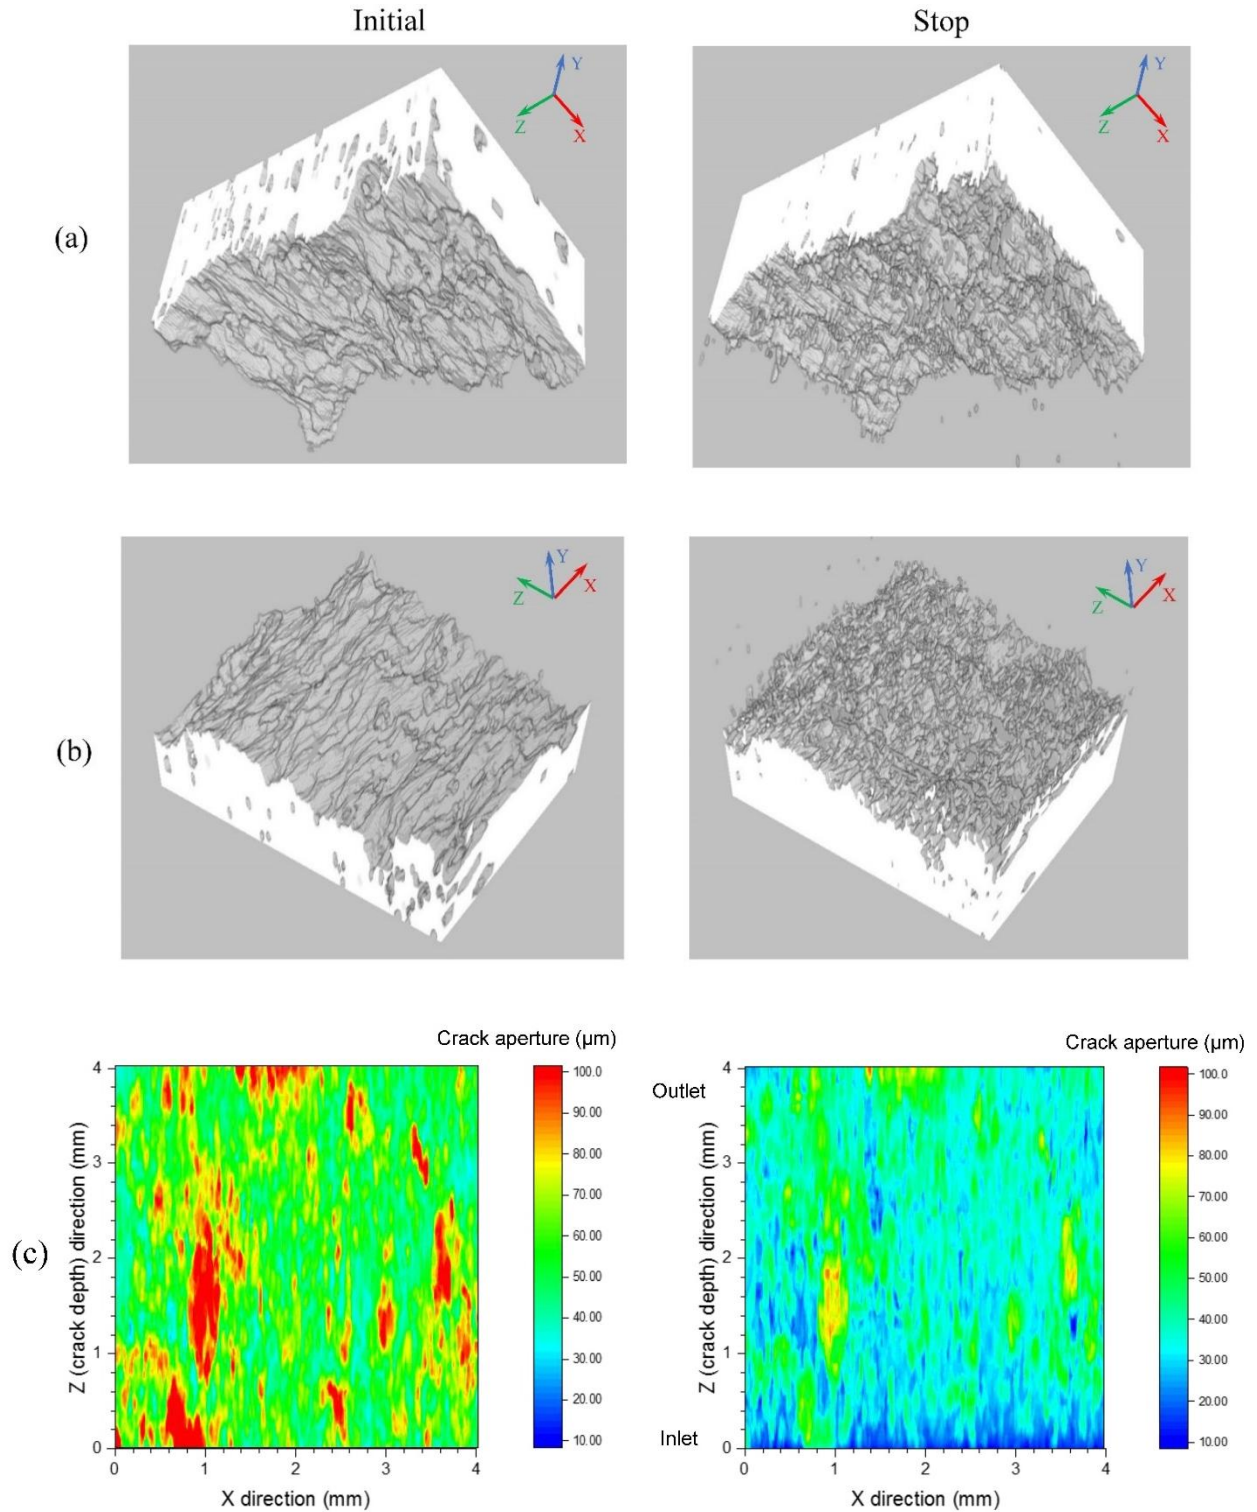 Initial
Stop
Y
Z
X
Y
Z
X
(a)
Y
X
Z
Y
X
Z
(b)
Crack aperture (µm)
Crack aperture (µm)
(c)
Z (crack depth) direction (mm)
4
3
2
1
0
0 1 2 3 4
X direction (mm)
100.0
90.00
80.00
70.00
60.00
50.00
40.00
30.00
20.00
10.00
Outlet
Inlet
Z (crack depth) direction (mm)
4
3
2
1
0
0 1 2 3 4
X direction (mm)
100.0
90.00
80.00
70.00
60.00
50.00
40.00
30.00
20.00
10.00